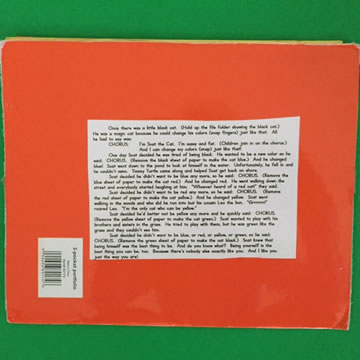 Once there was a little black cat. (Hold up the file folder showing the black cat.)
He was a magic cat because he could change his colors (snap fingers) just like that. All
he had to say was:
CHORUS: I'm Scat the Cat. I'm sassy and fat. (Children join in on the chorus.)
And I can change my colors (snap) just like that!
One day Scat decided he was tired of being black. He wanted to be a new color so he
said: CHORUS. (Remove the black sheet of paper to make the cat blue.) And he changed
blue! Scat went down to the pond to look at himself in the water. Unfortunately, he fell in and
he couldn't swim. Tommy Turtle came along and helped Scat get back on shore.
Scat decided he didn't want to be blue any more, so he said: CHORUS. (Remove the
blue sheet of paper to make the cat red.) And he changed red. He went walking down the
street and everybody started laughing at him. "Whoever heard of a red cat!" they said.
Scat decided he didn't want to be red any more, so he said: CHORUS. (Remove
the red sheet of paper to make the cat yellow.) And he changed yellow. Scat went
walking in the woods and who did he run into but his cousin Leo the lion.
roared Leo. "I'm the only cat who can be yellow."
Scat decided he'd better not be yellow any more and he quickly said: CHORUS.
(Remove the yellow sheet of paper to make the cat green.) Scat wanted to play with his
brothers and sisters in the grass. He tried to play with them, but he was green like the
grass and they couldn't see him.
Scat decided he didn't want to be blue, or red, or yellow, or green, so he said:
CHORUS. (Remove the green sheet of paper to make the cat black.) Scat knew that
being himself was the best thing to be. And do you know what? Being yourself is the
best thing you can be, too. Because there's nobody else exactly like you. And I like you
just the way you are!
2-pocket portfolio